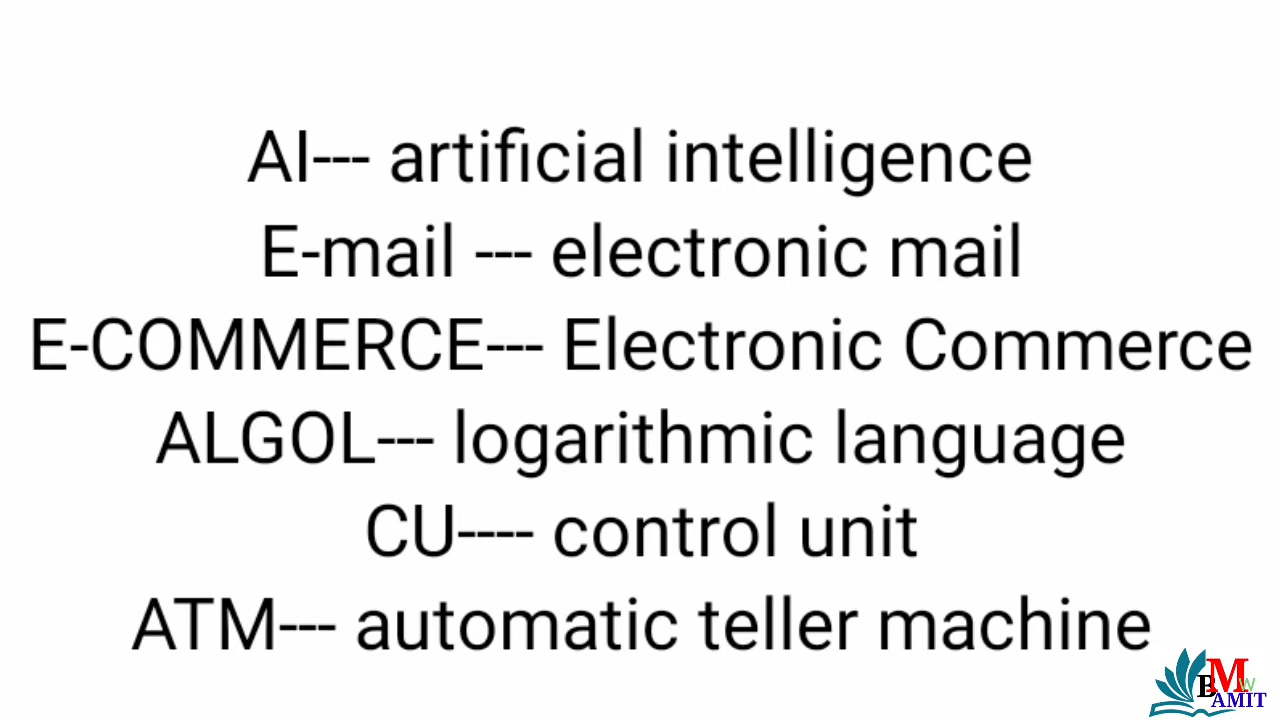 AI--- artificial intelligence
E-mail --- electronic mail
E-COMMERCE--- Electronic Commerce
ALGOL--- logarithmic language
CU---- control unit
ATM--- automatic teller machine
BMW
AMIT